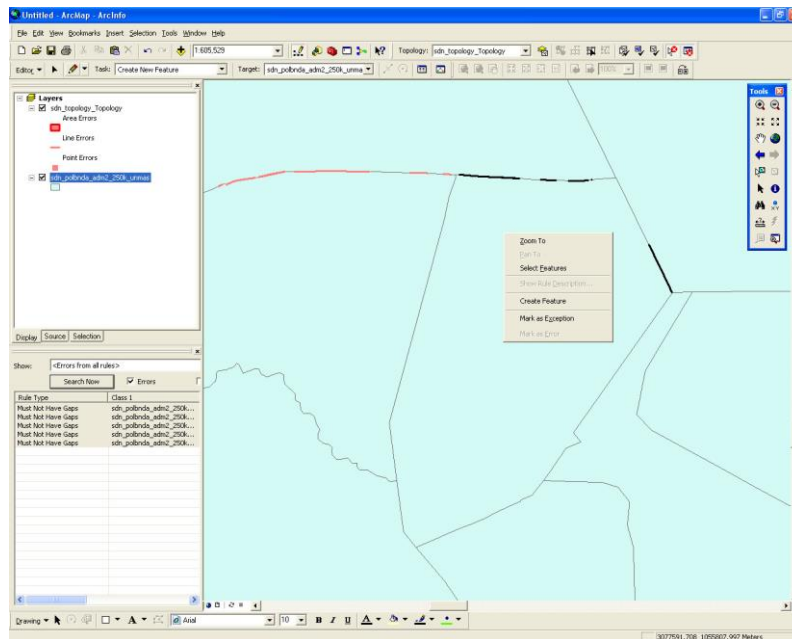 Untitled - ArcMap - ArcInfo
File Edit View Bookmarks Insert Selection Tools Window Help
1:605,529
Topology: sdn_topology_Topology
Editor Task: Create New Feature Target: sdn_polbnda_adm2_250k_unma
100%
Layers
sdn_topology_Topology
Area Errors
Line Errors
Point Errors
sdn_polbnda_adm2_250k_unmas
Tools
Zoom To
Pan To
Select Features
Show Rule Description...
Create Feature
Mark as Exception
Mark as Error
Display Source Selection
Show: <Errors from all rules>
Search Now Errors
Rule Type Class 1
Must Not Have Gaps sdn_polbnda_adm2_250k...
Must Not Have Gaps sdn_polbnda_adm2_250k...
Must Not Have Gaps sdn_polbnda_adm2_250k...
Must Not Have Gaps sdn_polbnda_adm2_250k...
Must Not Have Gaps sdn_polbnda_adm2_250k...
Drawing A Arial 10 B I U A
3077591.708 1055807.997 Meters